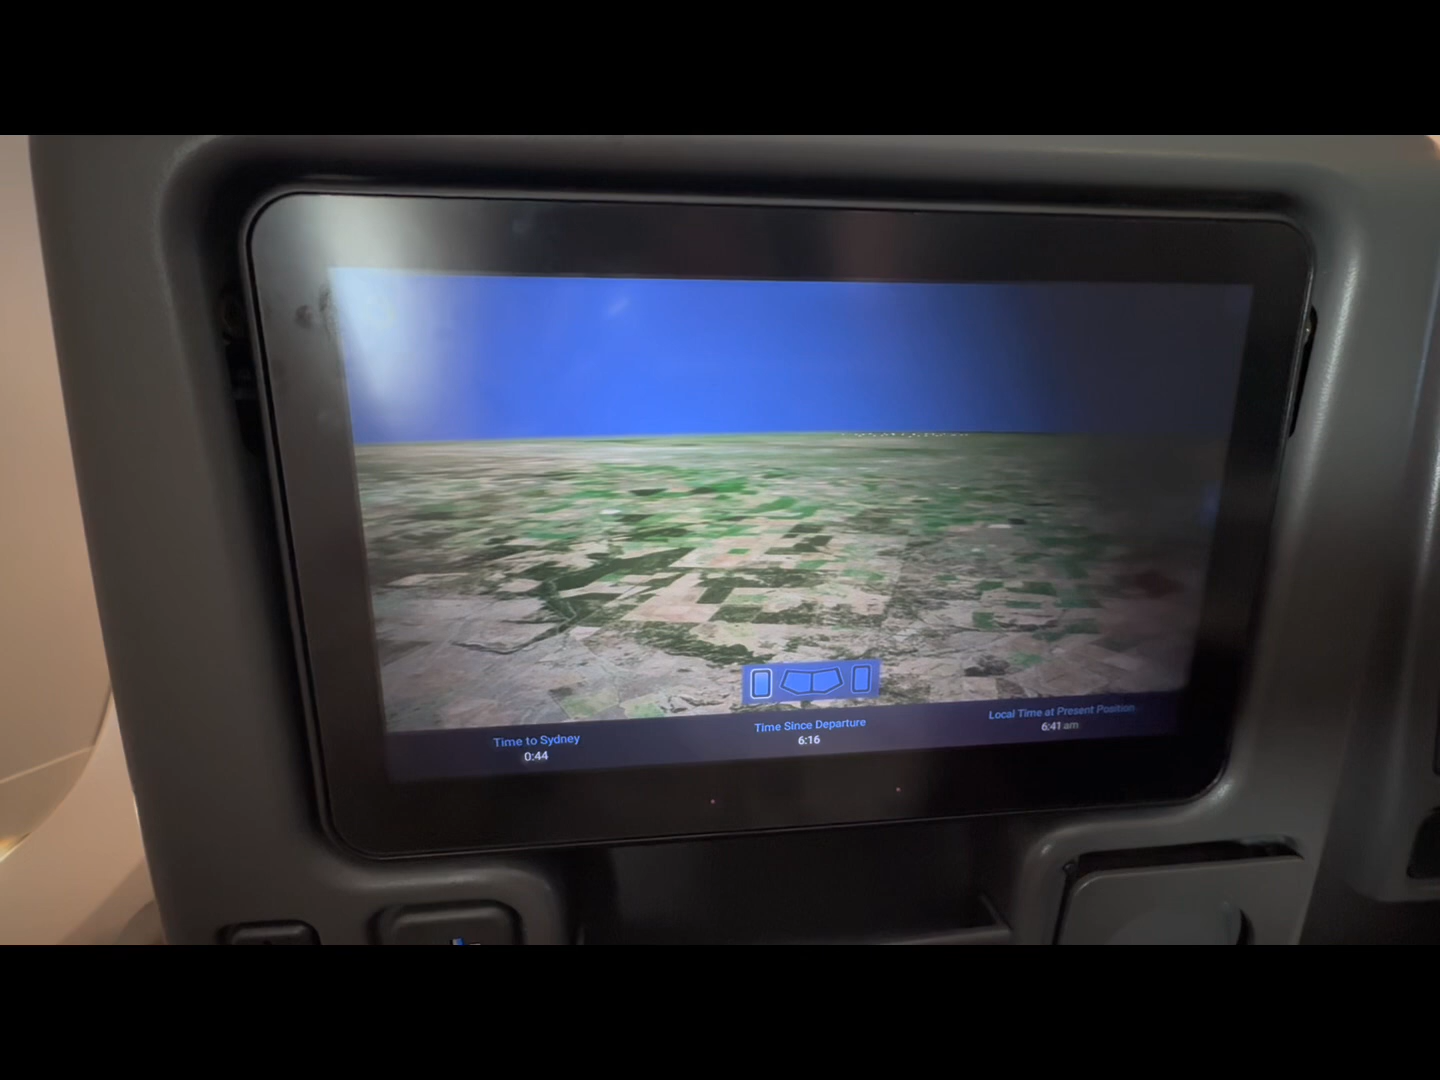 Time to Sydney
0:44
Time Since Departure
6:16
Local Time at Present Position
6:41 am